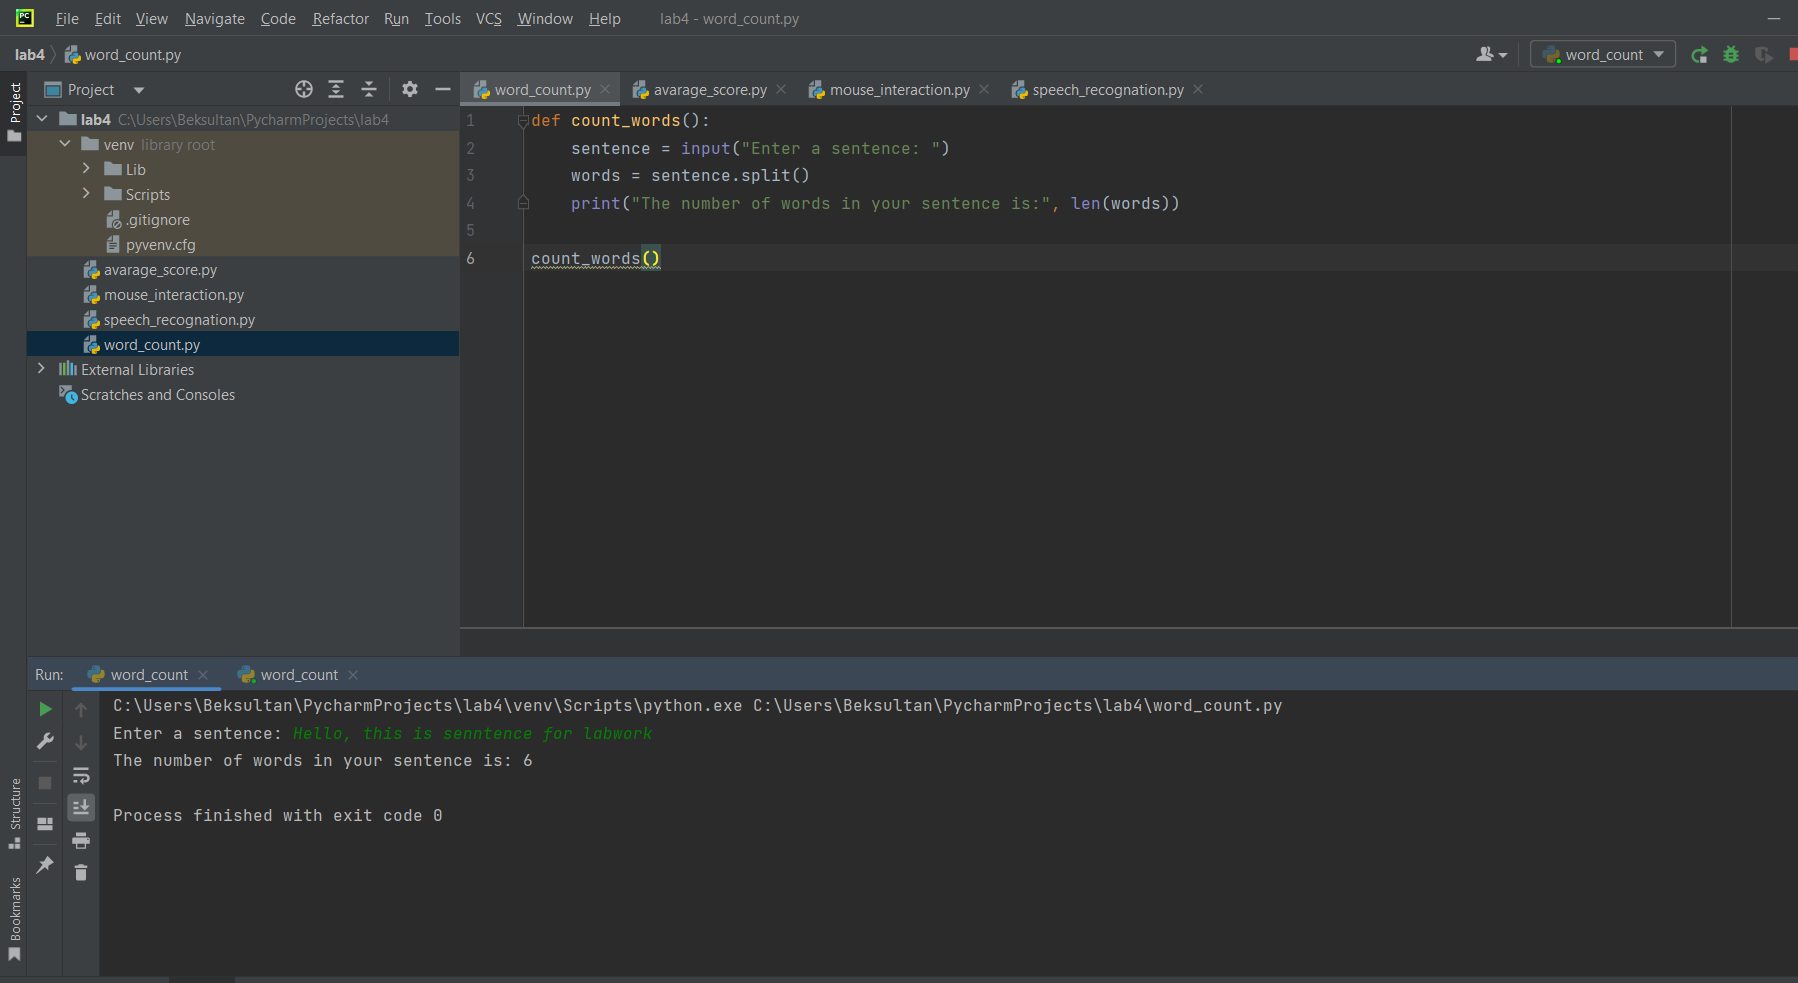 PC
File Edit View Navigate Code Refactor Run Tools VCS Window Help lab4 - word_count.py
lab4 word_count.py
word_count
Project
Project
word_count.py avarage_score.py mouse_interaction.py speech_recognation.py
lab4 C:\Users\Beksultan\PycharmProjects\lab4
venv library root
Lib
Scripts
.gitignore
pyvenv.cfg
avarage_score.py
mouse_interaction.py
speech_recognation.py
word_count.py
External Libraries
Scratches and Consoles
1 def count_words():
2 sentence = input("Enter a sentence: ")
3 words = sentence.split()
4 print("The number of words in your sentence is:", len(words))
5
6 count_words()
Run: word_count word_count
C:\Users\Beksultan\PycharmProjects\lab4\venv\Scripts\python.exe C:\Users\Beksultan\PycharmProjects\lab4\word_count.py
Enter a sentence: Hello, this is senntence for labwork
The number of words in your sentence is: 6
Process finished with exit code 0
Structure
Bookmarks